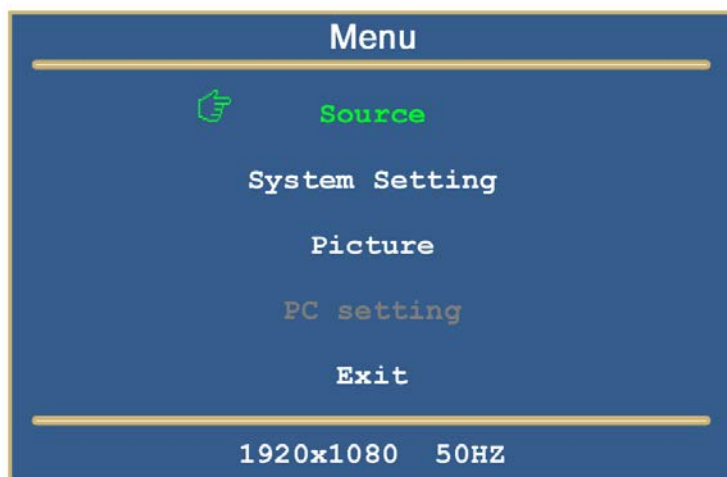 Menu
Source
System Setting
Picture
PC setting
Exit
1920x1080 50HZ